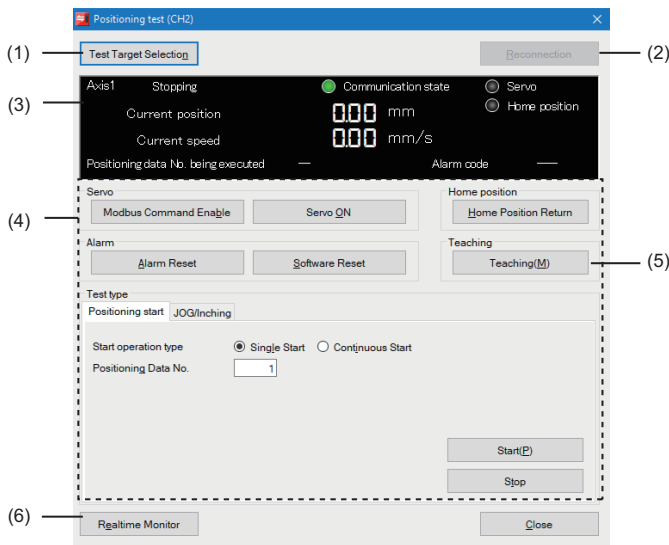 Positioning test (CH2)
(1) Test Target Selection Reconnection (2)
(3) Axis1 Stopping Communication state Servo
Current position 0.00 mm Home position
Current speed 0.00 mm/s
Positioning data No. being executed — Alarm code —
(4) Servo Home position
Modbus Command Enable Servo ON Home Position Return
Alarm Teaching
Alarm Reset Software Reset Teaching(M) (5)
Test type
Positioning start JOG/Inching
Start operation type Single Start Continuous Start
Positioning Data No. 1
Start(P)
Stop
(6) Realtime Monitor Close